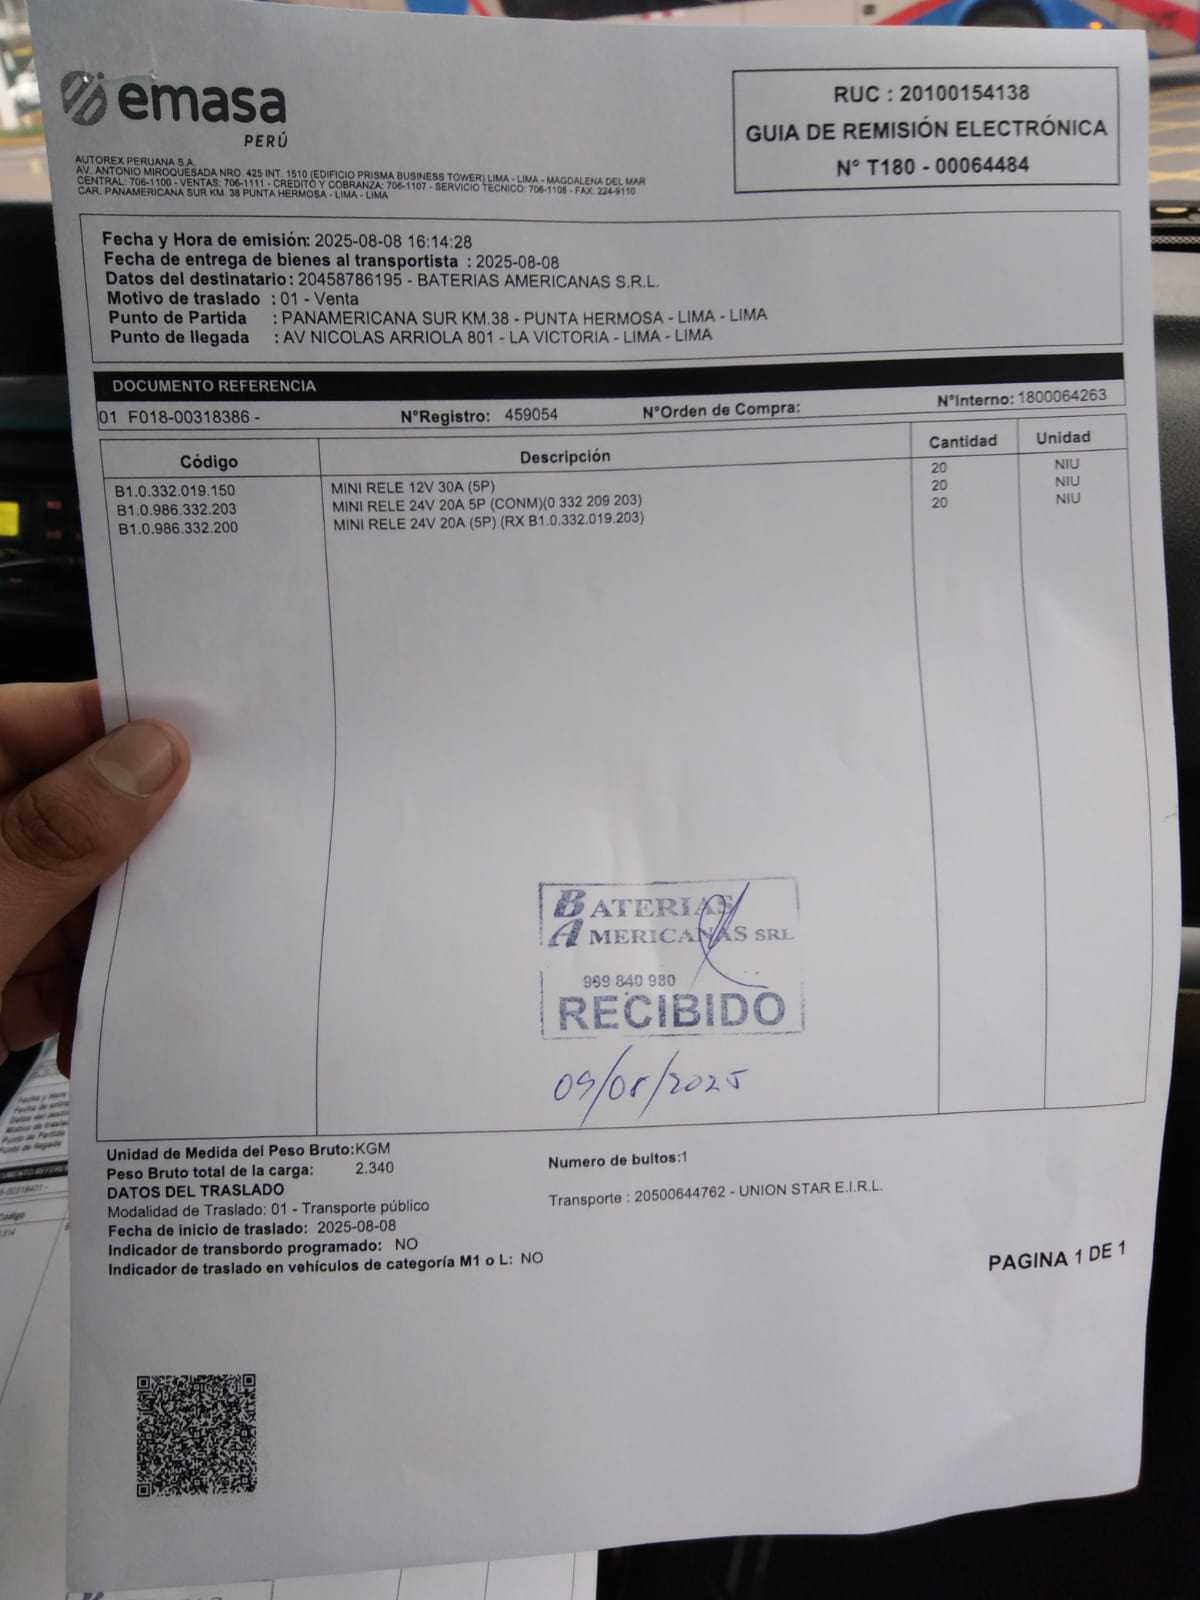 emasa
PERÚ
RUC : 20100154138
GUIA DE REMISIÓN ELECTRÓNICA
N° T180 - 00064484
AUTOREX PERUANA S.A.
AV. ANTONIO MIROQUESADA NRO. 425 INT. 1510 (EDIFICIO PRISMA BUSINESS TOWER) LIMA - LIMA - MAGDALENA DEL MAR
CENTRAL: 706-1100 - VENTAS: 706-1111 - CREDITO Y COBRANZA: 706-1107 - SERVICIO TECNICO: 706-1108 - FAX: 224-9110
CAR. PANAMERICANA SUR KM. 38 PUNTA HERMOSA - LIMA - LIMA
Fecha y Hora de emisión: 2025-08-08 16:14:28
Fecha de entrega de bienes al transportista : 2025-08-08
Datos del destinatario : 20458786195 - BATERIAS AMERICANAS S.R.L.
Motivo de traslado : 01 - Venta
Punto de Partida : PANAMERICANA SUR KM.38 - PUNTA HERMOSA - LIMA - LIMA
Punto de llegada : AV NICOLAS ARRIOLA 801 - LA VICTORIA - LIMA - LIMA
DOCUMENTO REFERENCIA
01 F018-00318386 - N°Registro: 459054 N°Orden de Compra: N°Interno: 1800064263
Código Descripción Cantidad Unidad
B1.0.332.019.150 MINI RELE 12V 30A (5P) 20 NIU
B1.0.986.332.203 MINI RELE 24V 20A 5P (CONM)(0 332 209 203) 20 NIU
B1.0.986.332.200 MINI RELE 24V 20A (5P) (RX B1.0.332.019.203) 20 NIU
BATERIAS
AMERICANAS SRL
969 840 980
RECIBIDO
09/08/2025
Unidad de Medida del Peso Bruto: KGM
Peso Bruto total de la carga: 2.340 Numero de bultos:1
DATOS DEL TRASLADO
Modalidad de Traslado: 01 - Transporte público Transporte : 20500644762 - UNION STAR E.I.R.L.
Fecha de inicio de traslado: 2025-08-08
Indicador de transbordo programado: NO
Indicador de traslado en vehículos de categoría M1 o L: NO
PAGINA 1 DE 1